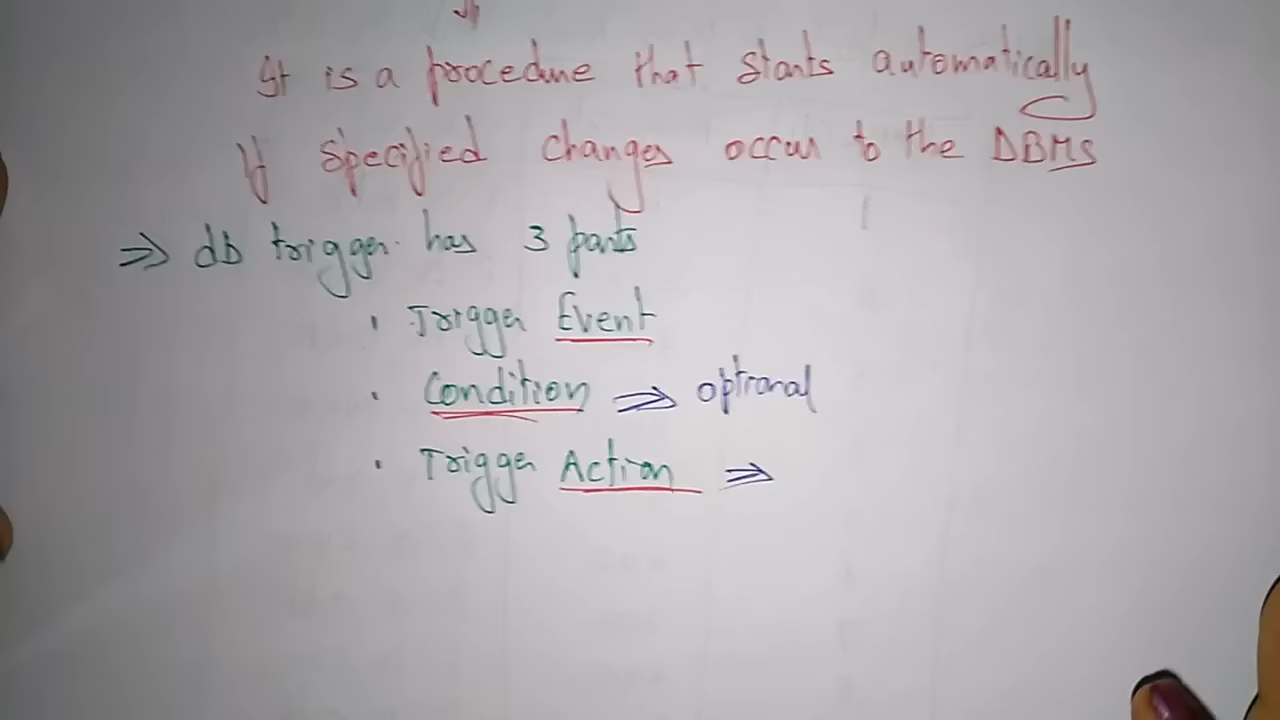 It is a procedure that starts automatically
If specified changes occur to the DBMS
⇒ db trigger has 3 parts
· Trigger Event
· Condition ⇒ optional
· Trigger Action ⇒